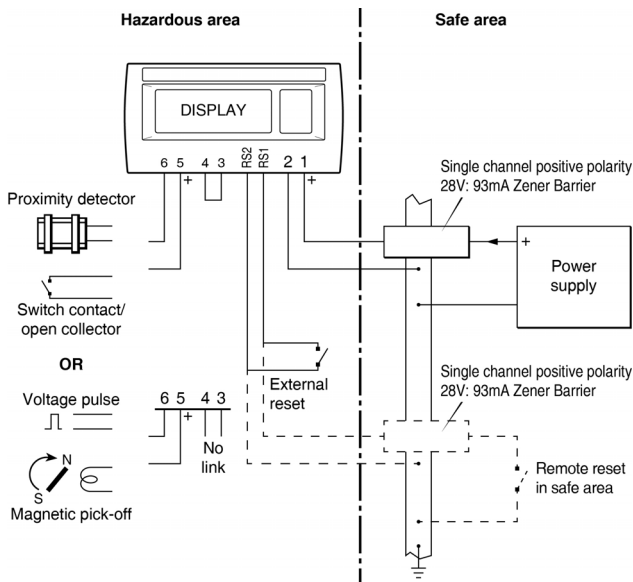 Hazardous area
Safe area
DISPLAY
6 5 4 3 RS2 RS1 2 1
+ +
Proximity detector
Switch contact/
open collector
OR
Voltage pulse
Magnetic pick-off
N
S
6 5 4 3
+
No
link
External
reset
Single channel positive polarity
28V: 93mA Zener Barrier
+
Power
supply
Single channel positive polarity
28V: 93mA Zener Barrier
Remote reset
in safe area